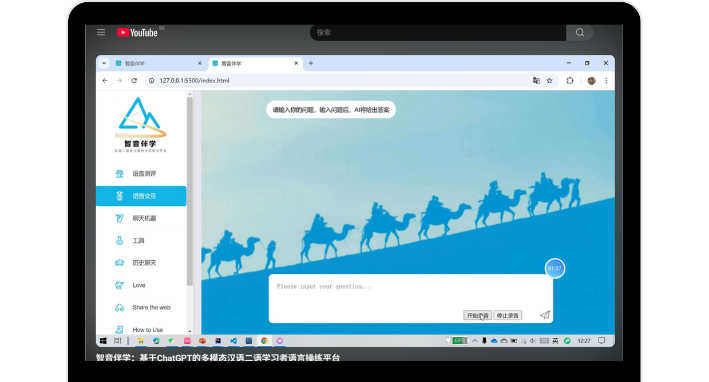 YouTube
搜索
智音伴学
智音伴学
127.0.0.1:5500/index.html
智音伴学
语音测评
语音交互
聊天机器
工具
历史聊天
Love
Share the web
How to Use
请输入你的问题，输入问题后，AI将给出答案
01:27
Please input your question...
开始录音 停止录音
英
12:27
智音伴学：基于ChatGPT的多模态汉语二语学习者语言操练平台